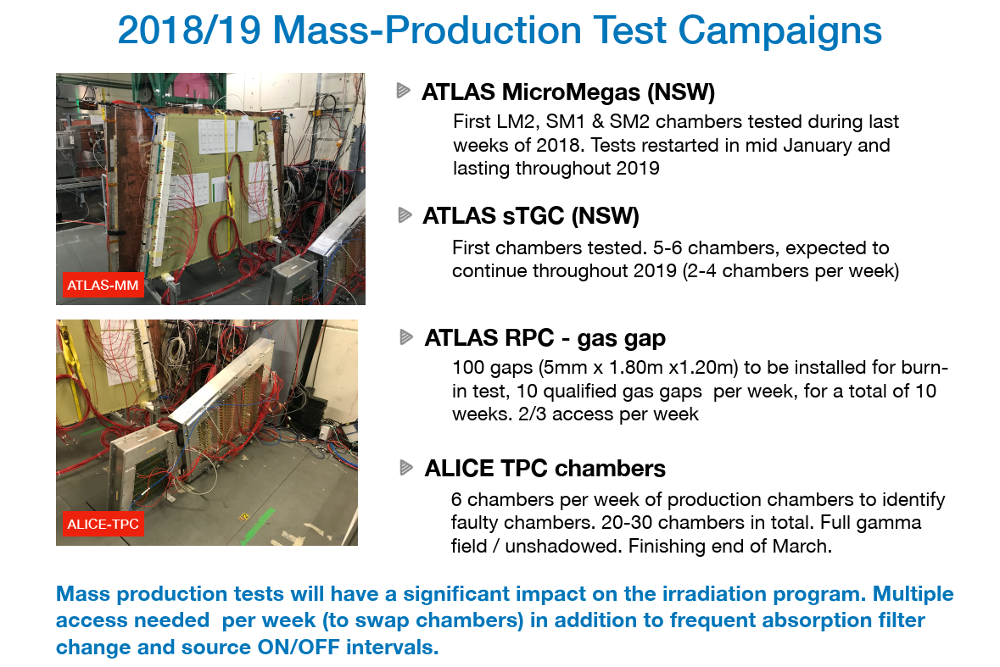 2018/19 Mass-Production Test Campaigns
ATLAS MicroMegas (NSW)
First LM2, SM1 & SM2 chambers tested during last
weeks of 2018. Tests restarted in mid January and
lasting throughout 2019
ATLAS sTGC (NSW)
First chambers tested. 5-6 chambers, expected to
continue throughout 2019 (2-4 chambers per week)
ATLAS-MM
ATLAS RPC - gas gap
100 gaps (5mm x 1.80m x1.20m) to be installed for burn-
in test, 10 qualified gas gaps  per week, for a total of 10
weeks. 2/3 access per week
ALICE TPC chambers
6 chambers per week of production chambers to identify
faulty chambers. 20-30 chambers in total. Full gamma
field / unshadowed. Finishing end of March.
ALICE-TPC
Mass production tests will have a significant impact on the irradiation program. Multiple
access needed  per week (to swap chambers) in addition to frequent absorption filter
change and source ON/OFF intervals.